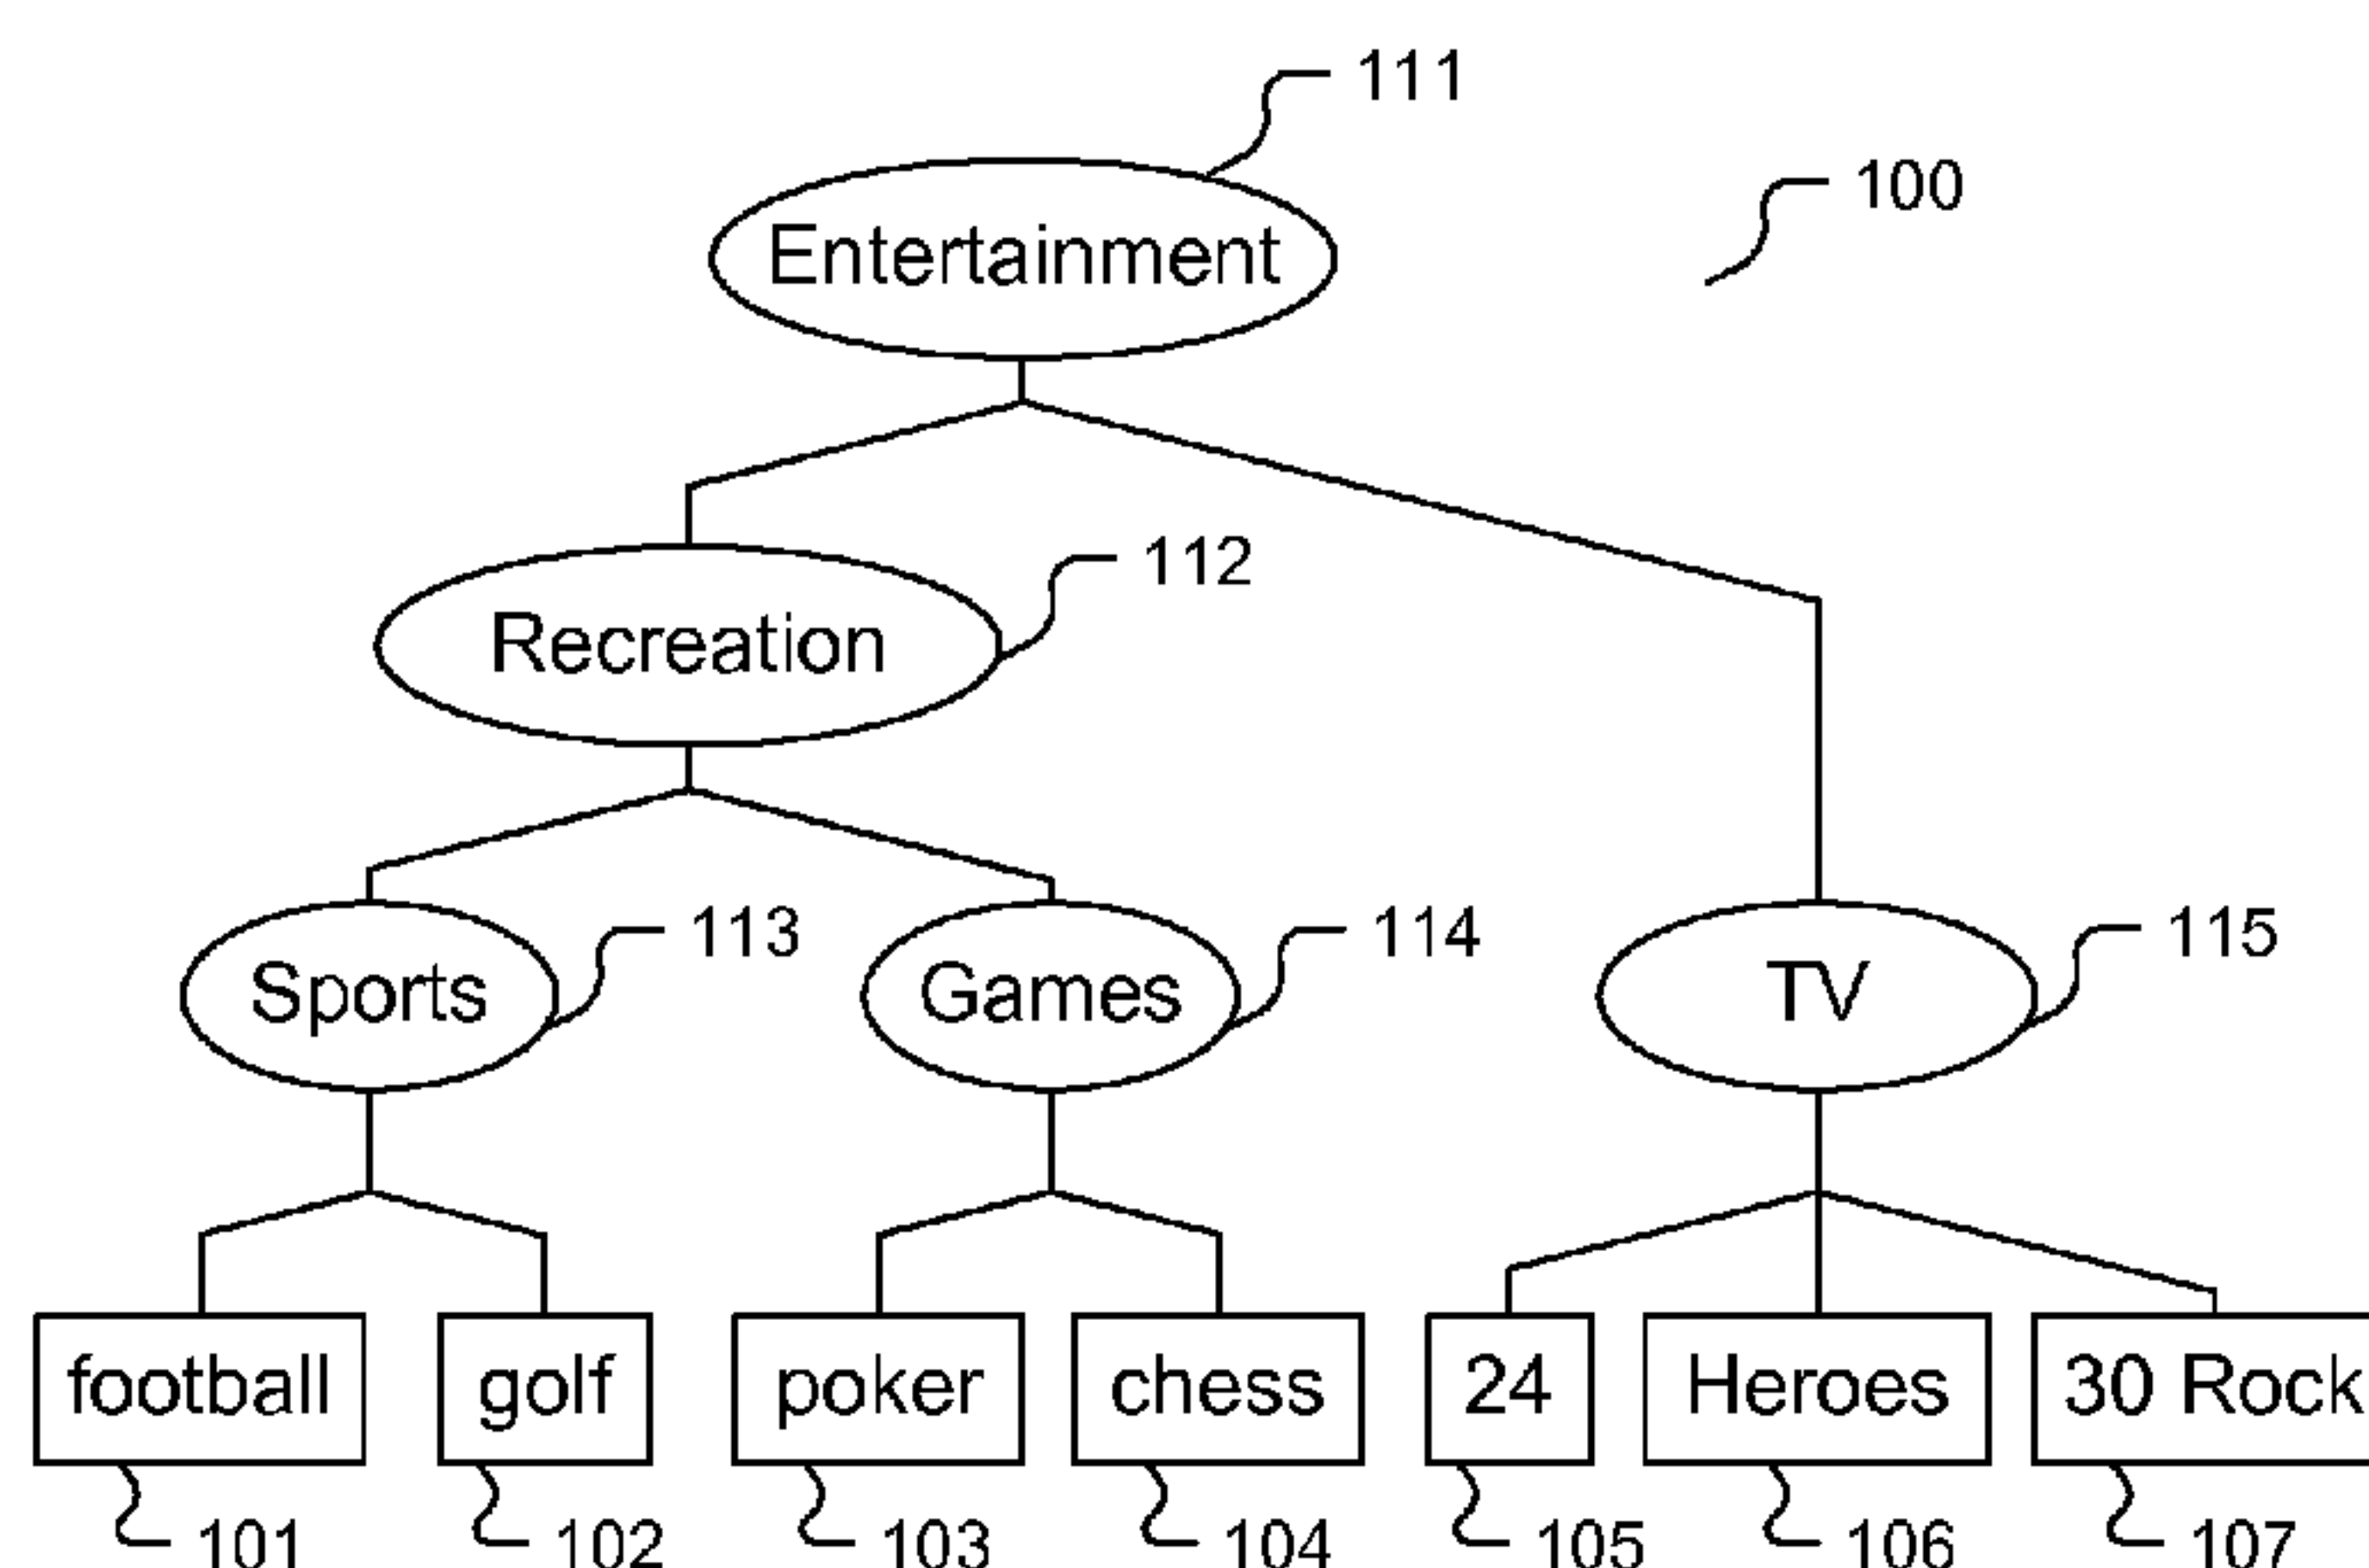 111
100
Entertainment
112
Recreation
113
114
115
Sports
Games
TV
football
golf
poker
chess
24
Heroes
30 Rock
101
102
103
104
105
106
107